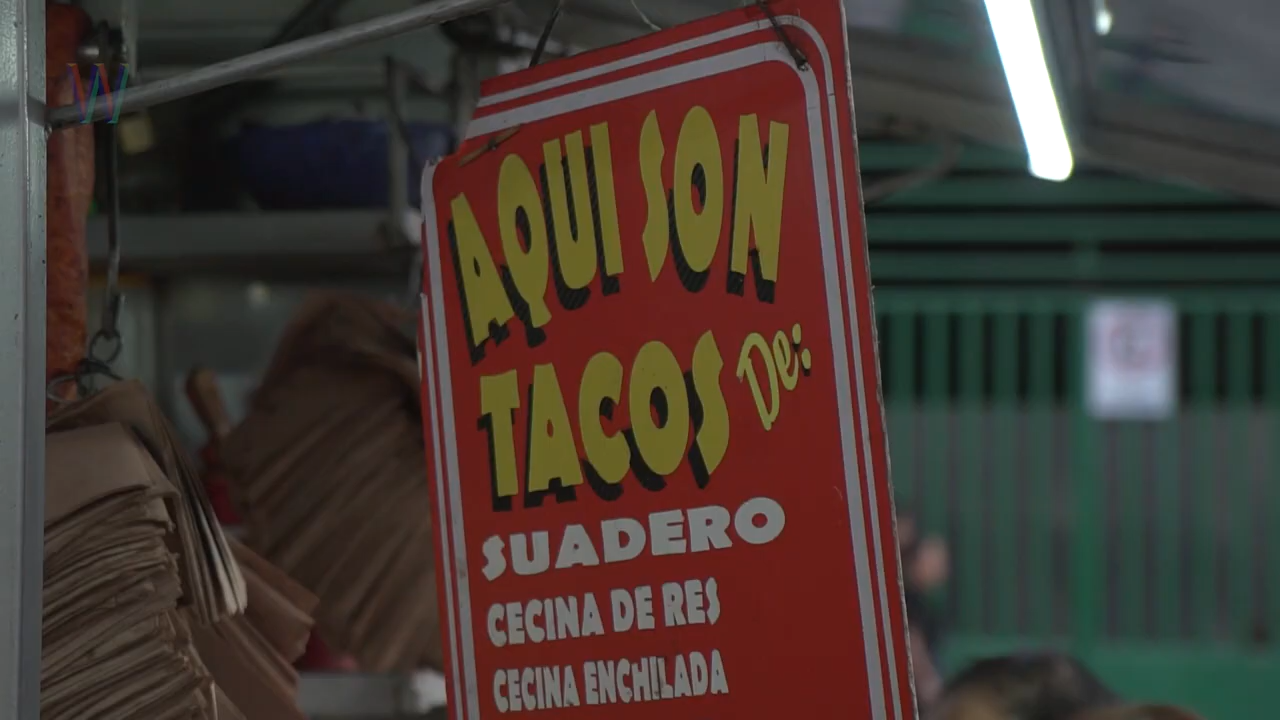 W
AQUI SON
TACOS De:
SUADERO
CECINA DE RES
CECINA ENCHILADA